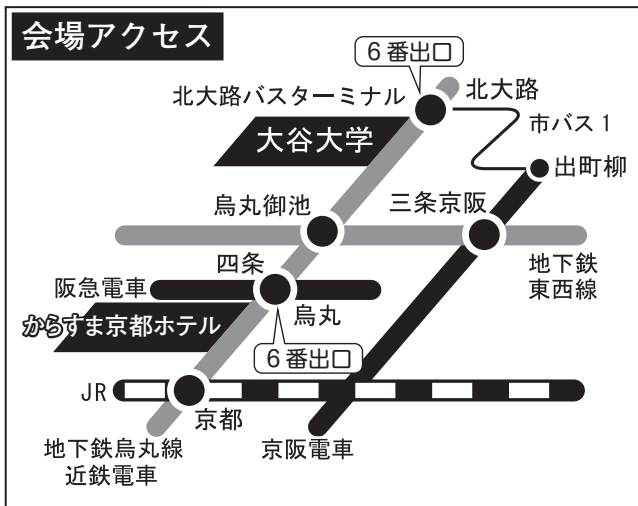 会場アクセス
6番出口
北大路バスターミナル
北大路
市バス1
大谷大学
出町柳
烏丸御池
三条京阪
四条
地下鉄
東西線
阪急電車
烏丸
からすま京都ホテル
6番出口
JR
京都
地下鉄烏丸線
近鉄電車
京阪電車